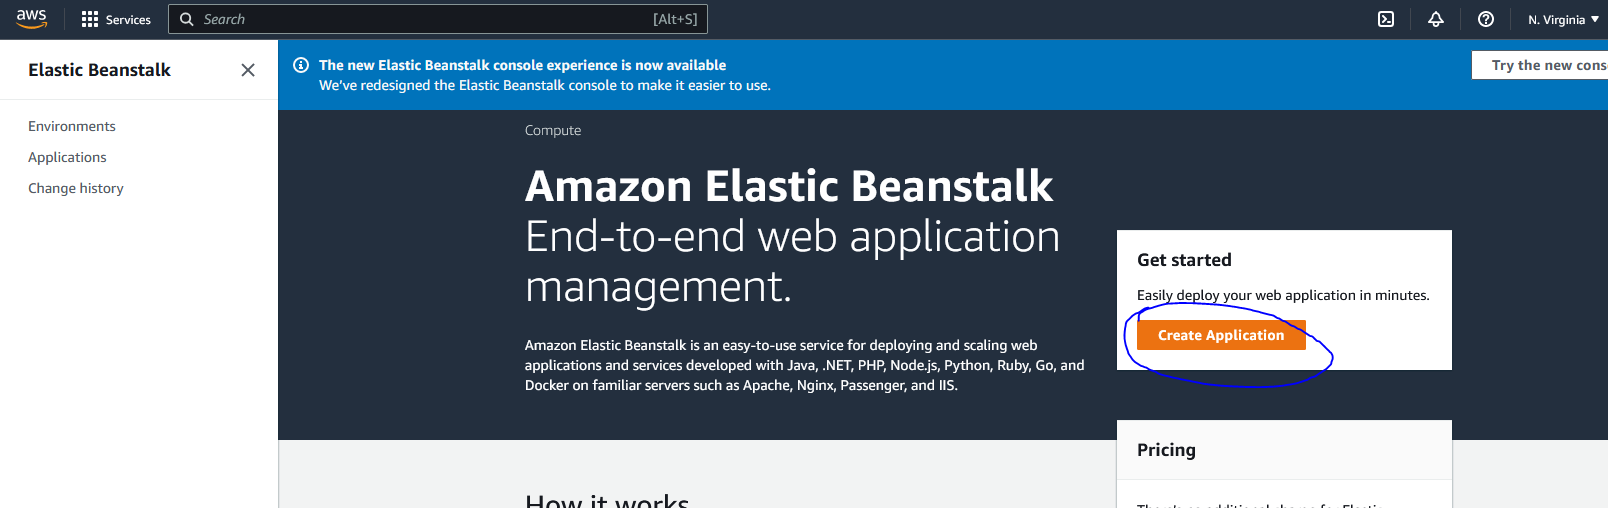 aws
Services
Search
[Alt+S]
N. Virginia
Elastic Beanstalk
Environments
Applications
Change history
The new Elastic Beanstalk console experience is now available
We've redesigned the Elastic Beanstalk console to make it easier to use.
Try the new
Compute
Amazon Elastic Beanstalk
End-to-end web application
management.
Amazon Elastic Beanstalk is an easy-to-use service for deploying and scaling web
applications and services developed with Java, .NET, PHP, Node.js, Python, Ruby, Go, and
Docker on familiar servers such as Apache, Nginx, Passenger, and IIS.
Get started
Easily deploy your web application in minutes.
Create Application
Pricing
How it works